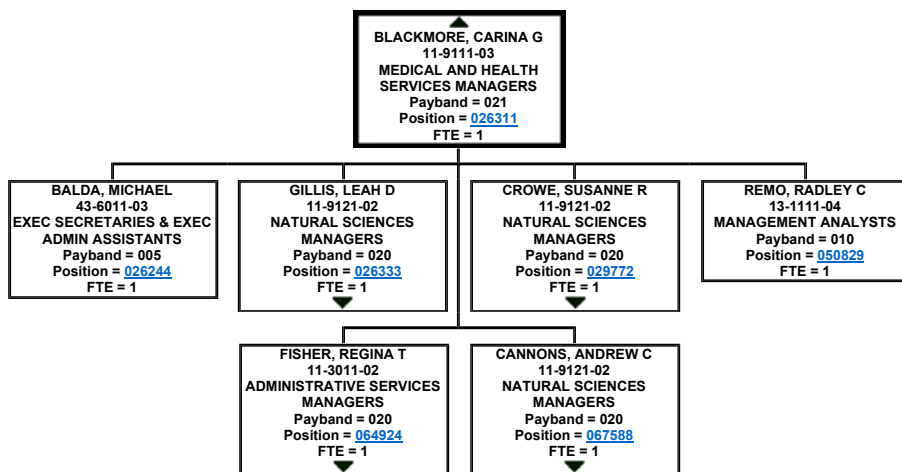 BLACKMORE, CARINA G
11-9111-03
MEDICAL AND HEALTH
SERVICES MANAGERS
Payband = 021
Position = 026311
FTE = 1
BALDA, MICHAEL
43-6011-03
EXEC SECRETARIES & EXEC
ADMIN ASSISTANTS
Payband = 005
Position = 026244
FTE = 1
GILLIS, LEAH D
11-9121-02
NATURAL SCIENCES
MANAGERS
Payband = 020
Position = 026333
FTE = 1
CROWE, SUSANNE R
11-9121-02
NATURAL SCIENCES
MANAGERS
Payband = 020
Position = 029772
FTE = 1
REMO, RADLEY C
13-1111-04
MANAGEMENT ANALYSTS
Payband = 010
Position = 050829
FTE = 1
FISHER, REGINA T
11-3011-02
ADMINISTRATIVE SERVICES
MANAGERS
Payband = 020
Position = 064924
FTE = 1
CANNONS, ANDREW C
11-9121-02
NATURAL SCIENCES
MANAGERS
Payband = 020
Position = 067588
FTE = 1